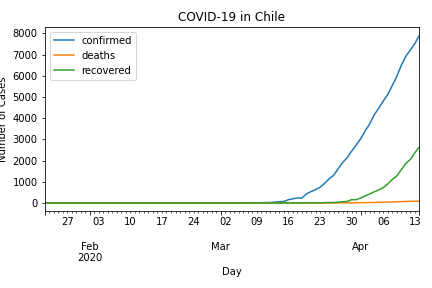 COVID-19 in Chile
8000
7000
6000
5000
4000
3000
2000
1000
0
Number of Cases
confirmed
deaths
recovered
27 03 10 17 24 02 09 16 23 30 06 13
Feb Mar Apr
2020
Day